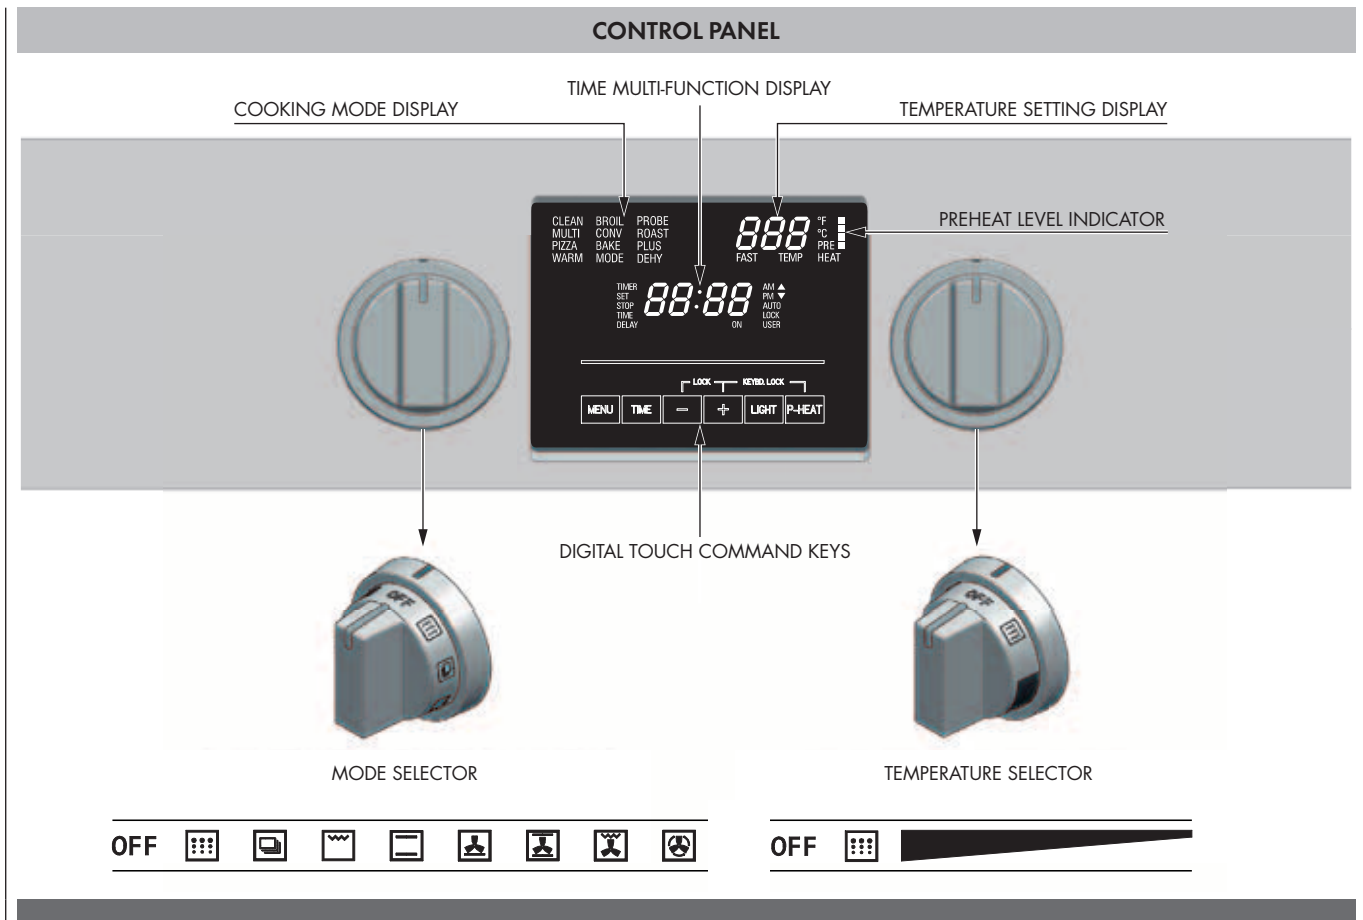 CONTROL PANEL
TIME MULTI-FUNCTION DISPLAY
COOKING MODE DISPLAY
TEMPERATURE SETTING DISPLAY
PREHEAT LEVEL INDICATOR
CLEAN BROIL PROBE
MULTI CONV ROAST
PIZZA BAKE PLUS
WARM MODE DEHY
888
°F
°C
PRE
FAST TEMP HEAT
TIMER
SET
STOP
TIME
DELAY
88:88
ON
AM ▲
PM ▼
AUTO
LOCK
USER
LOCK KEYBD. LOCK
MENU TIME - + LIGHT P-HEAT
DIGITAL TOUCH COMMAND KEYS
OFF
OFF
MODE SELECTOR
TEMPERATURE SELECTOR
OFF
OFF